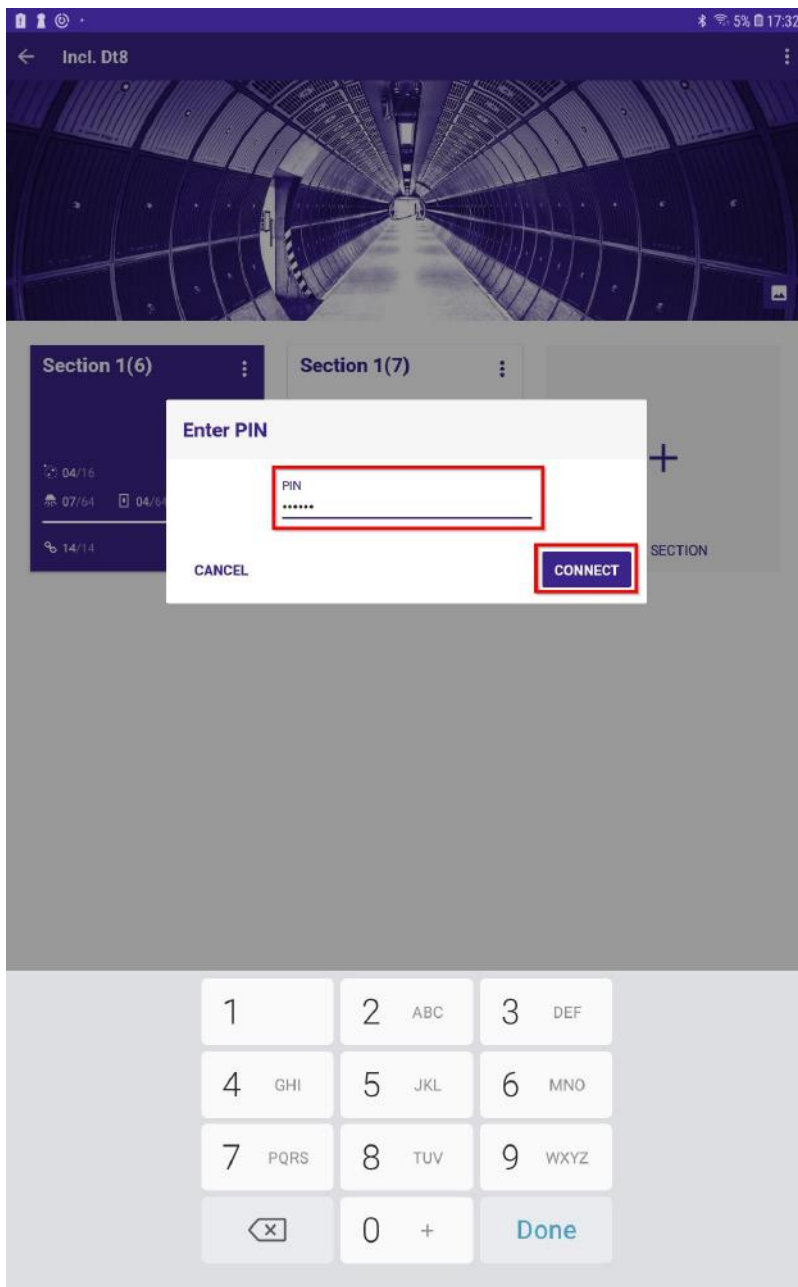 5% 17:32
Incl. Dt8
Section 1(6)
Section 1(7)
Enter PIN
04/16
07/64 04/64
PIN
••••••
14/14
SECTION
CANCEL
CONNECT
1
2 ABC
3 DEF
4 GHI
5 JKL
6 MNO
7 PQRS
8 TUV
9 WXYZ
0 +
Done